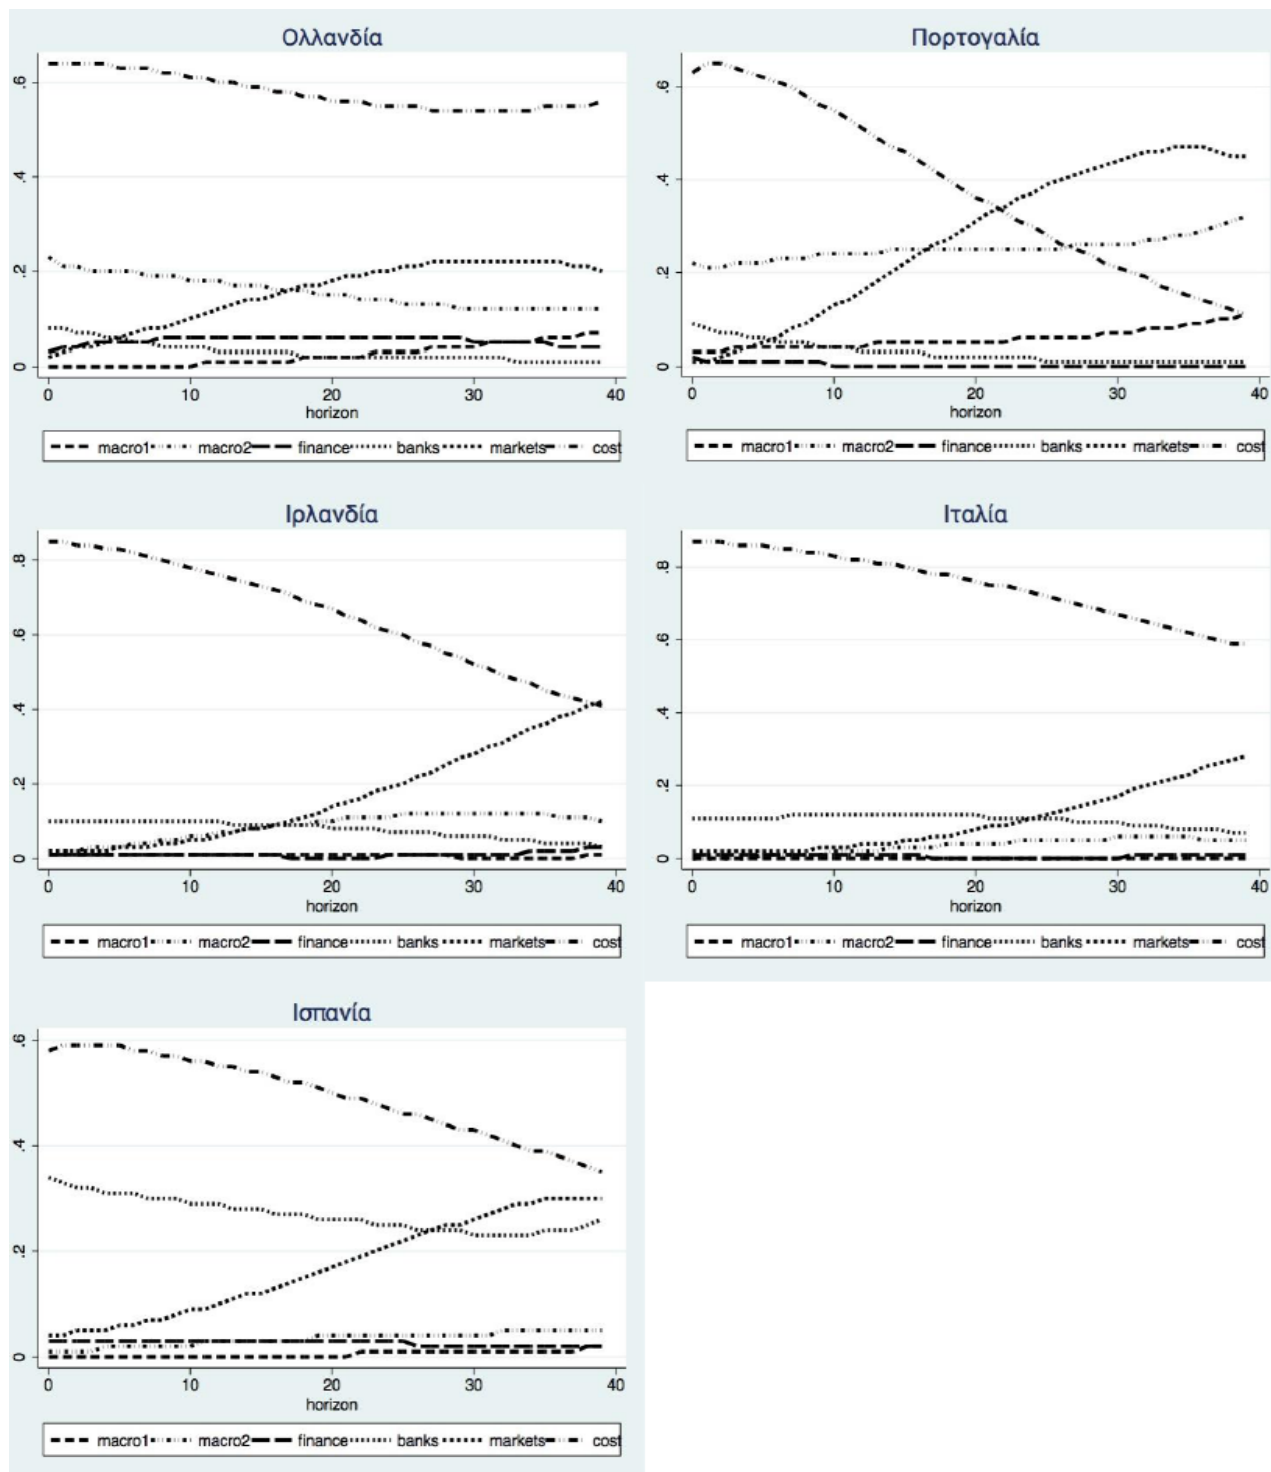 Ολλανδία
.6
.4
.2
0
0 10 20 30 40
horizon
macro1 macro2 finance banks markets cost
Πορτογαλία
.6
.4
.2
0
0 10 20 30 40
horizon
macro1 macro2 finance banks markets cost
Ιρλανδία
.8
.6
.4
.2
0
0 10 20 30 40
horizon
macro1 macro2 finance banks markets cost
Ιταλία
.8
.6
.4
.2
0
0 10 20 30 40
horizon
macro1 macro2 finance banks markets cost
Ισπανία
.6
.4
.2
0
0 10 20 30 40
horizon
macro1 macro2 finance banks markets cost